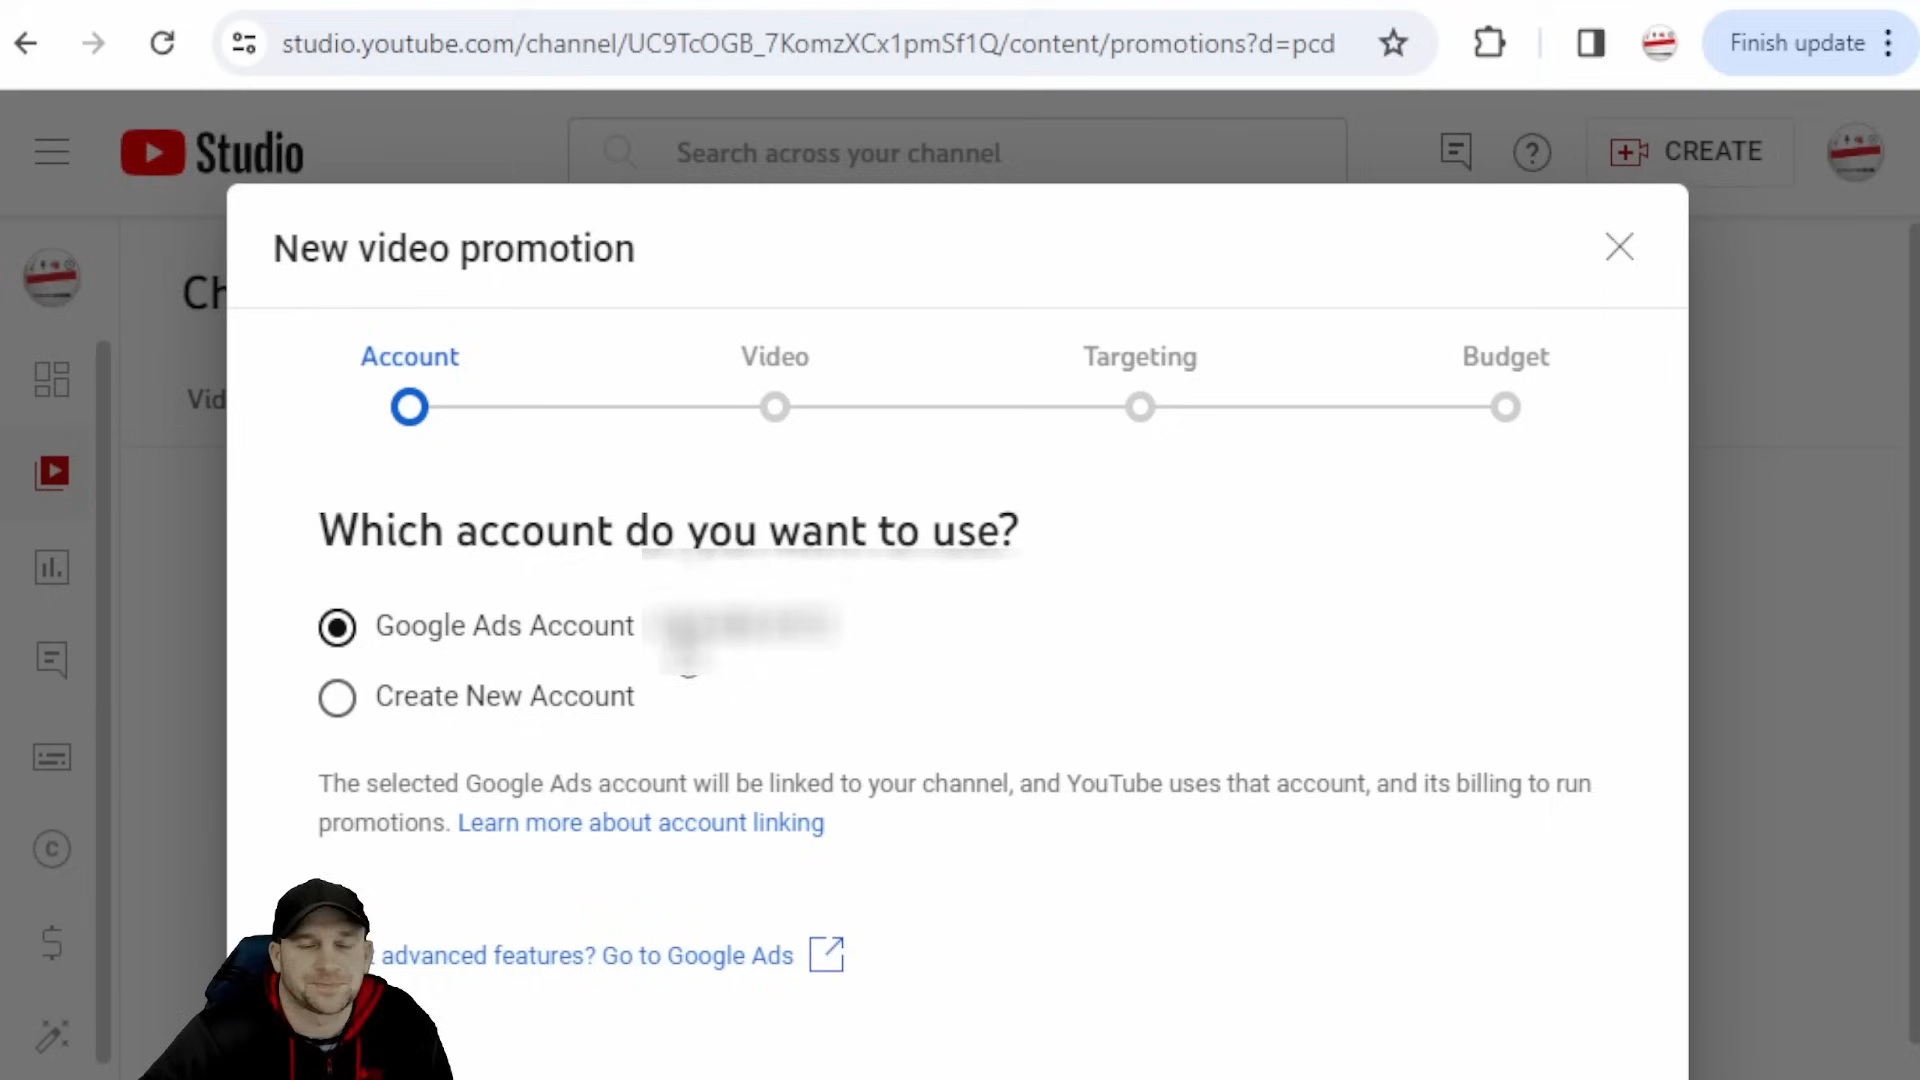 studio.youtube.com/channel/UC9TcOGB_7KomzXCx1pmSf1Q/content/promotions?d=pcd
Finish update
Studio
Search across your channel
CREATE
New video promotion
Ch
Account
Video
Targeting
Budget
Vid
Which account do you want to use?
Google Ads Account
Create New Account
The selected Google Ads account will be linked to your channel, and YouTube uses that account, and its billing to run
promotions. Learn more about account linking
advanced features? Go to Google Ads